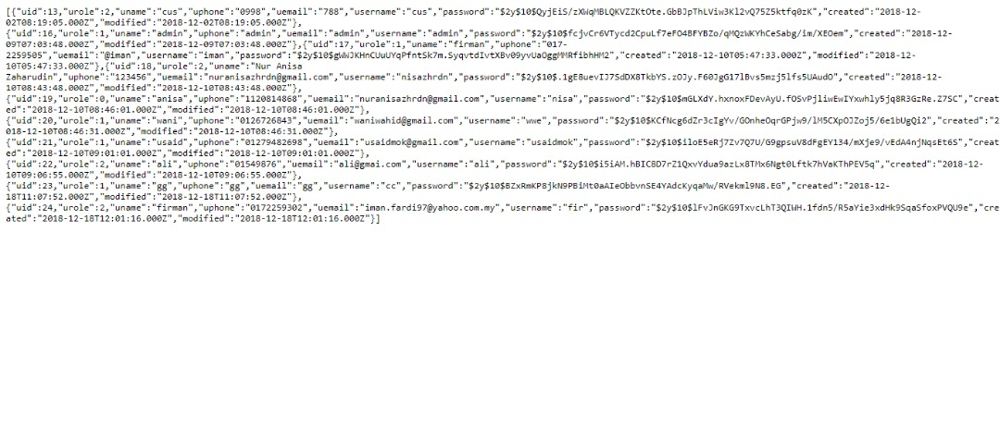 [{"uid":13,"urole":2,"uname":"cus","uphone":"0998","uemail":"788","username":"cus","password":"$2y$10$QyjEiS/zXWqMBLQKVZZKtOte.GbBJpThLViw3Kl2vQ75Z5ktfq0zK","created":"2018-12-
02T08:19:05.000Z","modified":"2018-12-02T08:19:05.000Z"},
{"uid":16,"urole":1,"uname":"admin","uphone":"admin","uemail":"admin","username":"admin","password":"$2y$10$fcjvCr6VTycd2CpuLf7eFO4BFYBZo/qMQzWKYhCeSabg/im/XEOem","created":"2018-12-
09T07:03:48.000Z","modified":"2018-12-09T07:03:48.000Z"},{"uid":17,"urole":1,"uname":"firman","uphone":"017-
2259505","uemail":"@iman","username":"iman","password":"$2y$10$gWWJKHnCUuUYqPfntSk7m.SyqvtdIvtXBv09yvUaOggMMRfibhHM2","created":"2018-12-10T05:47:33.000Z","modified":"2018-12-
10T05:47:33.000Z"},{"uid":18,"urole":2,"uname":"Nur Anisa
Zaharudin","uphone":"123456","uemail":"nuranisazhrdn@gmail.com","username":"nisazhrdn","password":"$2y$10$.1gE8uevIJ7SdDX8TkbYS.zOJy.F60JgG17lBvs5mzj5lfs5UAudO","created":"2018-12-
10T08:43:48.000Z","modified":"2018-12-10T08:43:48.000Z"},
{"uid":19,"urole":0,"uname":"anisa","uphone":"1120814868","uemail":"nuranisazhrdn@gmail.com","username":"nisa","password":"$2y$10$mGLXdY.hxnoxFDevAyU.fOSvPjliwEwIYxwhly5jq8R3GzRe.Z7SC","creat
ed":"2018-12-10T08:46:01.000Z","modified":"2018-12-10T08:46:01.000Z"},
{"uid":20,"urole":1,"uname":"wani","uphone":"0126726843","uemail":"waniwahid@gmail.com","username":"wwe","password":"$2y$10$KCfNcg6dZr3cIgYv/GOnheOqrGPjw9/lM5CXpOJZoj5/6e1bUgQi2","created":"2
018-12-10T08:46:31.000Z","modified":"2018-12-10T08:46:31.000Z"},
{"uid":21,"urole":1,"uname":"usaid","uphone":"01279482698","uemail":"usaidmok@gmail.com","username":"usaidmok","password":"$2y$10$iloE5eRj7Zv7Q7U/G9gpsuV8dFgEY134/mXje9/vEdA4njNqsEt6S","creat
ed":"2018-12-10T09:01:01.000Z","modified":"2018-12-10T09:01:01.000Z"},
{"uid":22,"urole":2,"uname":"ali","uphone":"01549876","uemail":"ali@gmai.com","username":"ali","password":"$2y$10$i5iAM.hBIC8D7rZ1QxvYdua9azLx8TMx6Ngt0Lftk7hVaKThPEV5q","created":"2018-12-
10T09:06:55.000Z","modified":"2018-12-10T09:06:55.000Z"},
{"uid":23,"urole":1,"uname":"gg","uphone":"gg","uemail":"gg","username":"cc","password":"$2y$10$BZxRmKP8jkN9PBiMt0aAIeObbvnSE4YAdcKyqaMw/RVekml9N8.EG","created":"2018-12-
18T11:07:52.000Z","modified":"2018-12-18T11:07:52.000Z"},
{"uid":24,"urole":2,"uname":"firman","uphone":"0172259302","uemail":"iman.fardi97@yahoo.com.my","username":"fir","password":"$2y$10$lFvJnGKG9TxvcLhT3QIWH.1fdn5/R5aYie3xdHk9SqaSfoxPVQU9e","cre
ated":"2018-12-18T12:01:16.000Z","modified":"2018-12-18T12:01:16.000Z"}]